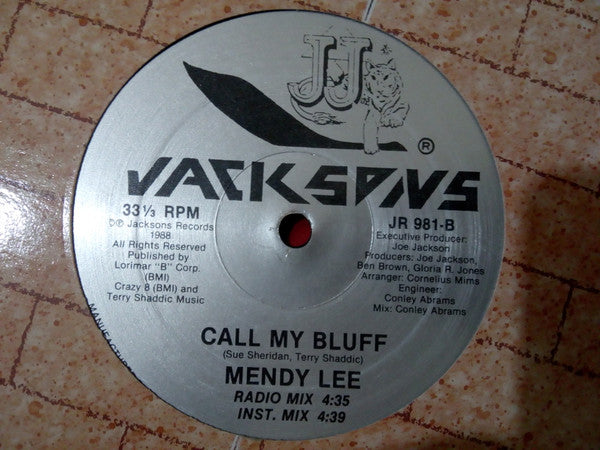 JJ
®
JACKSONS
33⅓ RPM
©℗ Jacksons Records
1988
All Rights Reserved
Published by
Lorimar "B" Corp.
(BMI)
Crazy 8 (BMI) and
Terry Shaddic Music
JR 981-B
Executive Producer:
Joe Jackson
Producers: Joe Jackson,
Ben Brown, Gloria R. Jones
Arranger: Cornelius Mims
Engineer:
Conley Abrams
Mix: Conley Abrams
CALL MY BLUFF
(Sue Sheridan, Terry Shaddic)
MENDY LEE
RADIO MIX 4:35
INST. MIX 4:39